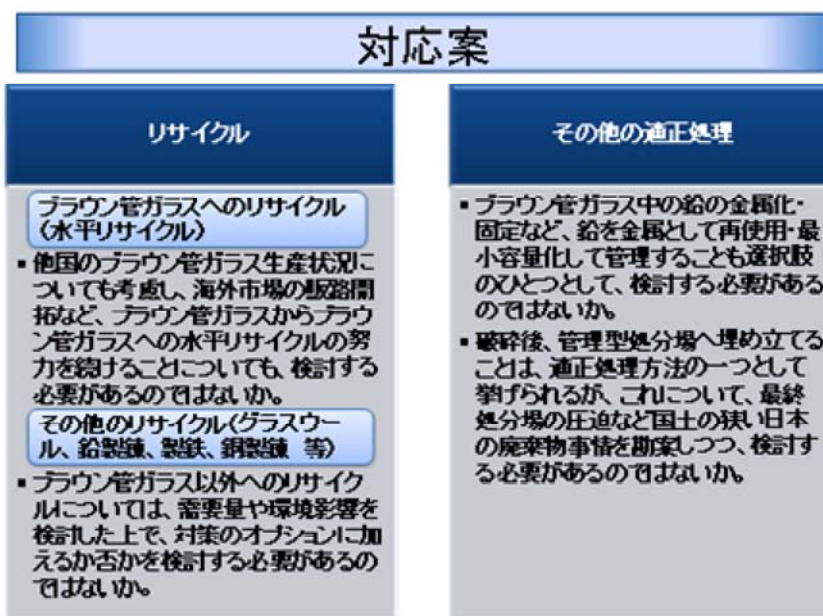 対応案
リサイクル
ブラウン管ガラスへのリサイクル
（水平リサイクル）
▪ 他国のブラウン管ガラス生産状況に
ついても考慮し、海外市場の販路開
拓など、ブラウン管ガラスからブラウ
ン管ガラスへの水平リサイクルの努
力を続けることについても、検討する
必要があるのではないか。
その他のリサイクル（グラスウー
ル、鉛製錬、製鉄、銅製錬 等）
▪ ブラウン管ガラス以外へのリサイク
ルについては、需要量や環境影響を
検討した上で、対策のオプションに加
えるか否かを検討する必要があるの
ではないか。
その他の適正処理
▪ ブラウン管ガラス中の鉛の金属化・
固定など、鉛を金属として再使用・最
小容量化して管理することも選択肢
のひとつとして、検討する必要がある
のではないか。
▪ 破砕後、管理型処分場へ埋め立てる
ことは、適正処理方法の一つとして
挙げられるが、これについて、最終
処分場の圧迫など国土の狭い日本
の廃棄物事情を勘案しつつ、検討す
る必要があるのではないか。